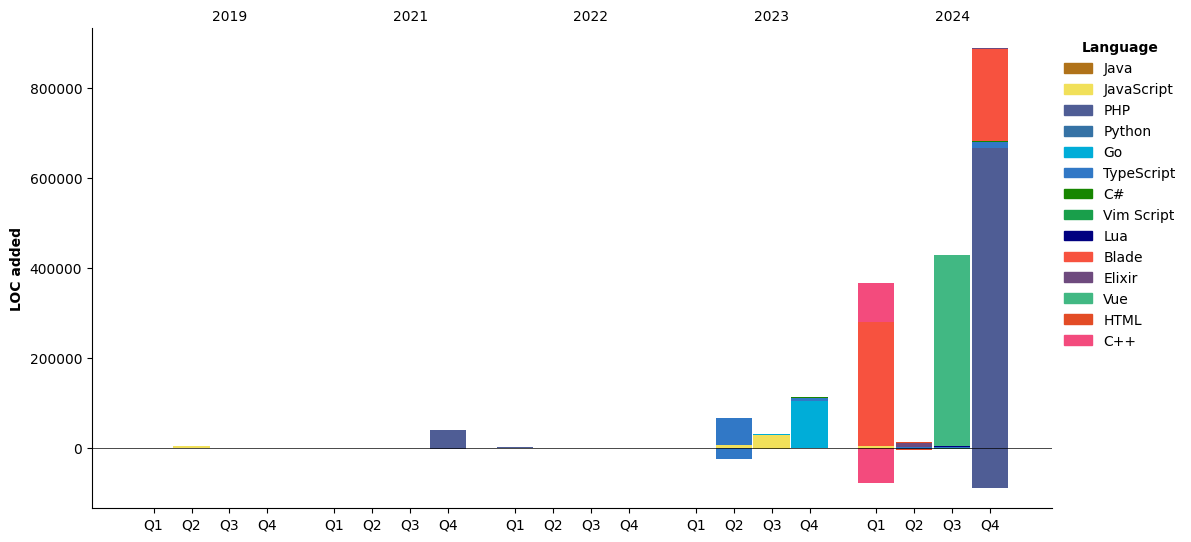 2019 2021 2022 2023 2024
LOC added
800000
600000
400000
200000
0
Q1 Q2 Q3 Q4 Q1 Q2 Q3 Q4 Q1 Q2 Q3 Q4 Q1 Q2 Q3 Q4 Q1 Q2 Q3 Q4
Language
Java
JavaScript
PHP
Python
Go
TypeScript
C#
Vim Script
Lua
Blade
Elixir
Vue
HTML
C++